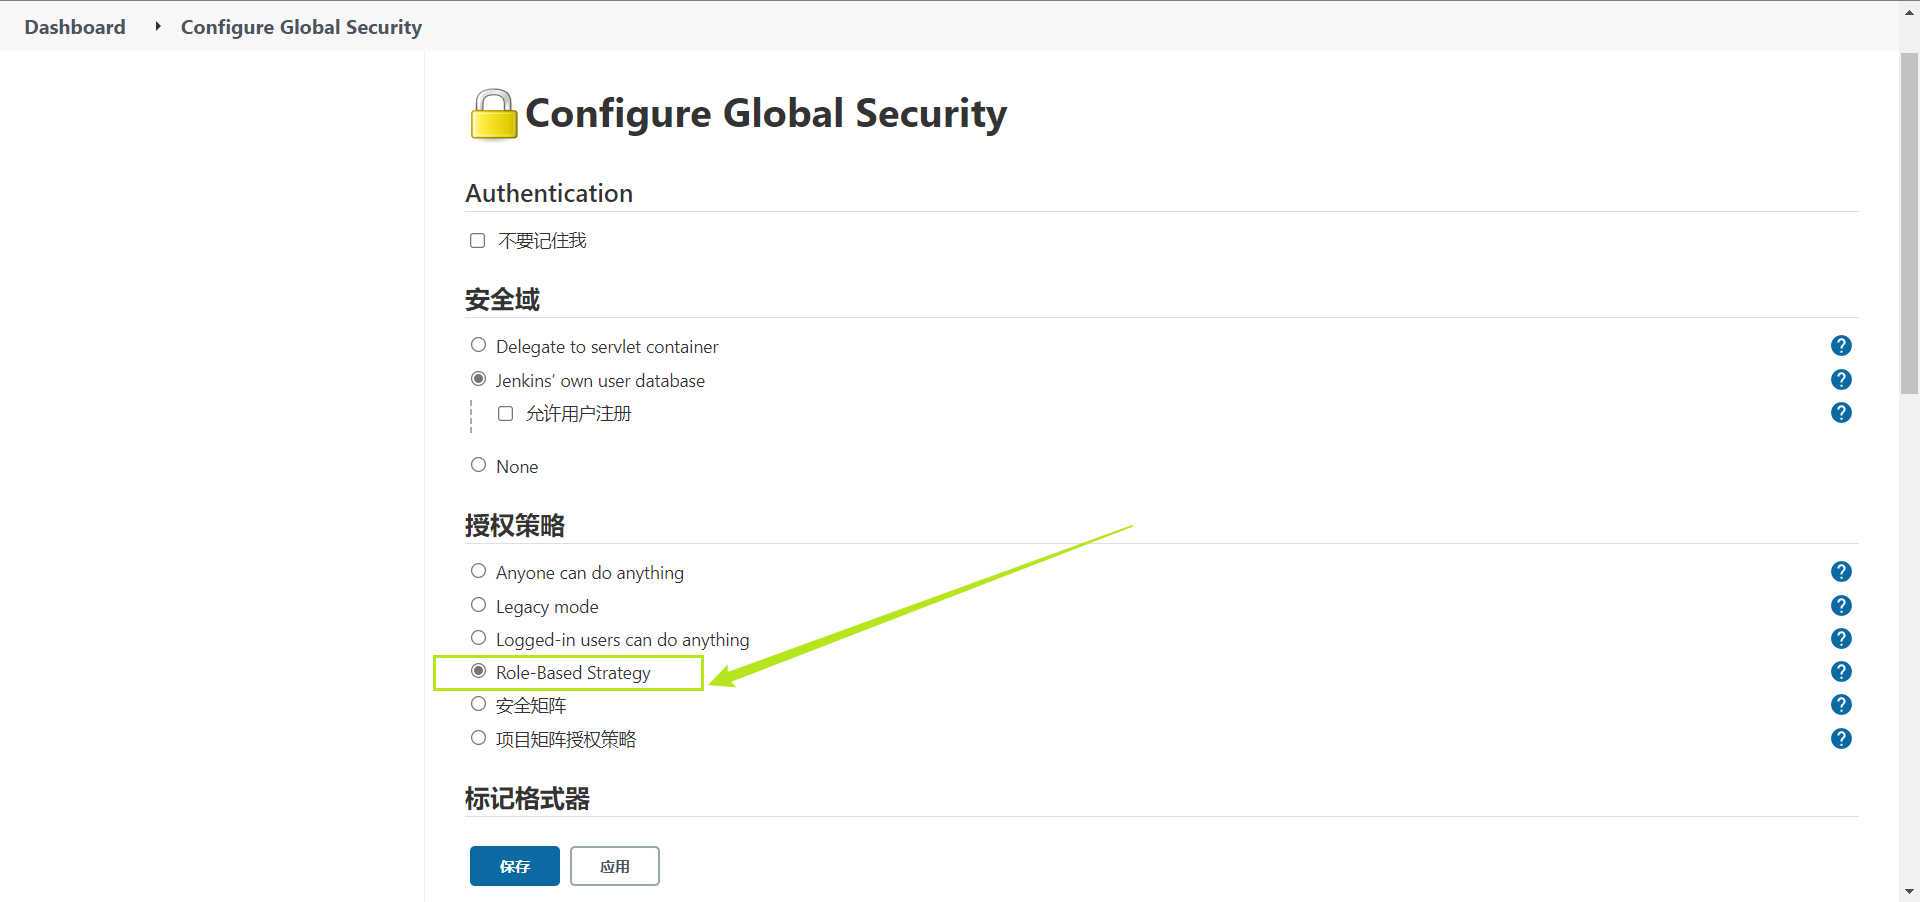 Dashboard
Configure Global Security
Configure Global Security
Authentication
不要记住我
安全域
Delegate to servlet container
?
Jenkins’ own user database
?
允许用户注册
?
None
授权策略
Anyone can do anything
?
Legacy mode
?
Logged-in users can do anything
?
Role-Based Strategy
?
安全矩阵
?
项目矩阵授权策略
?
标记格式器
保存
应用